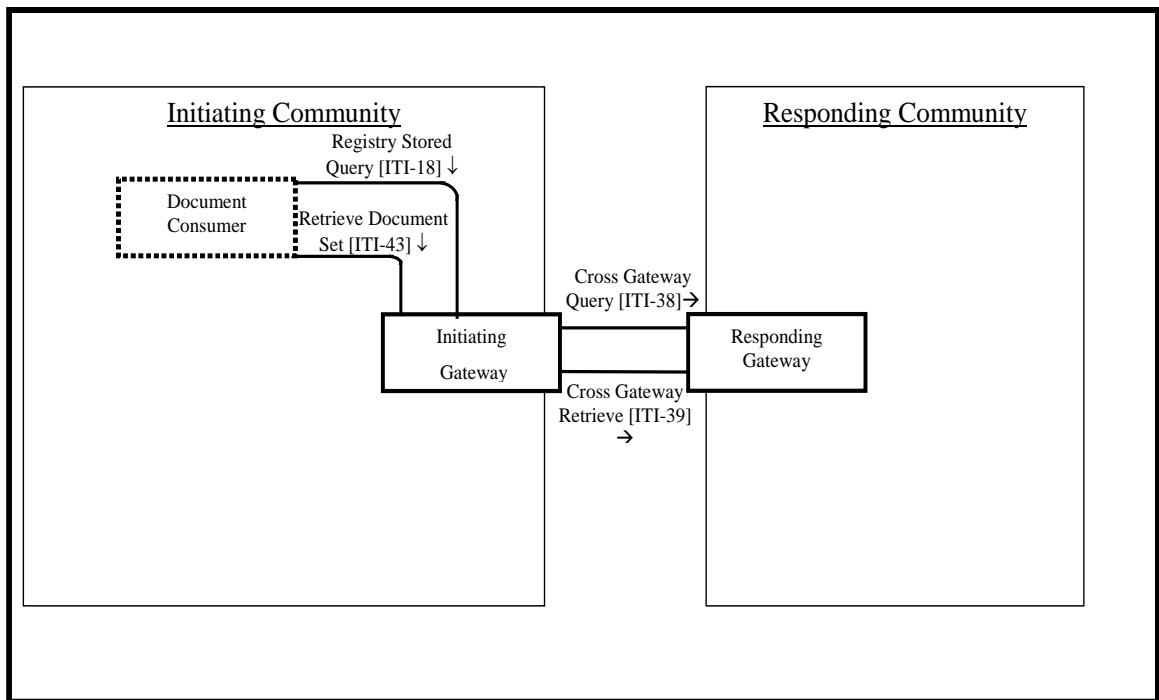 Initiating Community
Responding Community
Registry Stored
Query [ITI-18] ↓
Document
Consumer
Retrieve Document
Set [ITI-43] ↓
Cross Gateway
Query [ITI-38]→
Initiating
Gateway
Responding
Gateway
Cross Gateway
Retrieve [ITI-39]
→